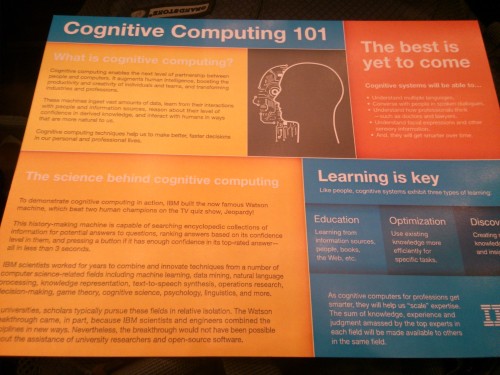 Cognitive Computing 101
What is cognitive computing?
Cognitive computing enables the next level of partnership between
people and computers. It augments human intelligence, boosting the
productivity and creativity of individuals and teams, and transforming
industries and professions.
These machines ingest vast amounts of data, learn from their interactions
with people and information sources, reason about their level of
confidence in derived knowledge, and interact with humans in ways
that are more natural to us.
Cognitive computing techniques help us to make better, faster decisions
in our personal and professional lives.
The best is
yet to come
Cognitive systems will be able to...
• Understand multiple languages.
• Converse with people in spoken dialogues.
• Understand how professionals think
—such as doctors and lawyers.
• Understand facial expressions and other
sensory information.
• And, they will get smarter over time.
The science behind cognitive computing
To demonstrate cognitive computing in action, IBM built the now famous Watson
machine, which beat two human champions on the TV quiz show, Jeopardy!
This history-making machine is capable of searching encyclopedic collections of
information for potential answers to questions, ranking answers based on its confidence
level in them, and pressing a button if it has enough confidence in its top-rated answer—
all in less than 3 seconds.
IBM scientists worked for years to combine and innovate techniques from a number of
computer science-related fields including machine learning, data mining, natural language
processing, knowledge representation, text-to-speech synthesis, operations research,
decision-making, game theory, cognitive science, psychology, linguistics, and more.
universities, scholars typically pursue these fields in relative isolation. The Watson
breakthrough came, in part, because IBM scientists and engineers combined the
ciplines in new ways. Nevertheless, the breakthrough would not have been possible
out the assistance of university researchers and open-source software.
Learning is key
Like people, cognitive systems exhibit three types of learning:
Education
Learning from
information sources,
people, books,
the Web, etc.
Optimization
Use existing
knowledge more
efficiently for
specific tasks.
Discov
Creating
knowled
and insi
As cognitive computers for professions get
smarter, they will help us "scale" expertise.
The sum of knowledge, experience and
judgment amassed by the top experts in
each field will be made available to others
in the same field.